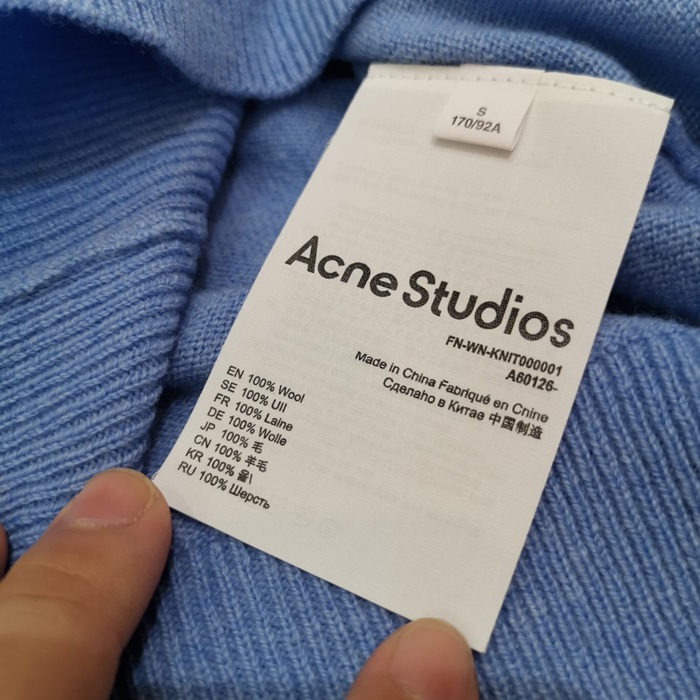 S
170/92A
Acne Studios
FN-WN-KNIT000001
A60126-
Made in China Fabriqué en Chine
Сделаho в Китае 中国制造
EN 100% Wool
SE 100% Ull
FR 100% Laine
DE 100% Wolle
JP 100% 毛
CN 100% 羊毛
KR 100% 울
RU 100% Шерсть